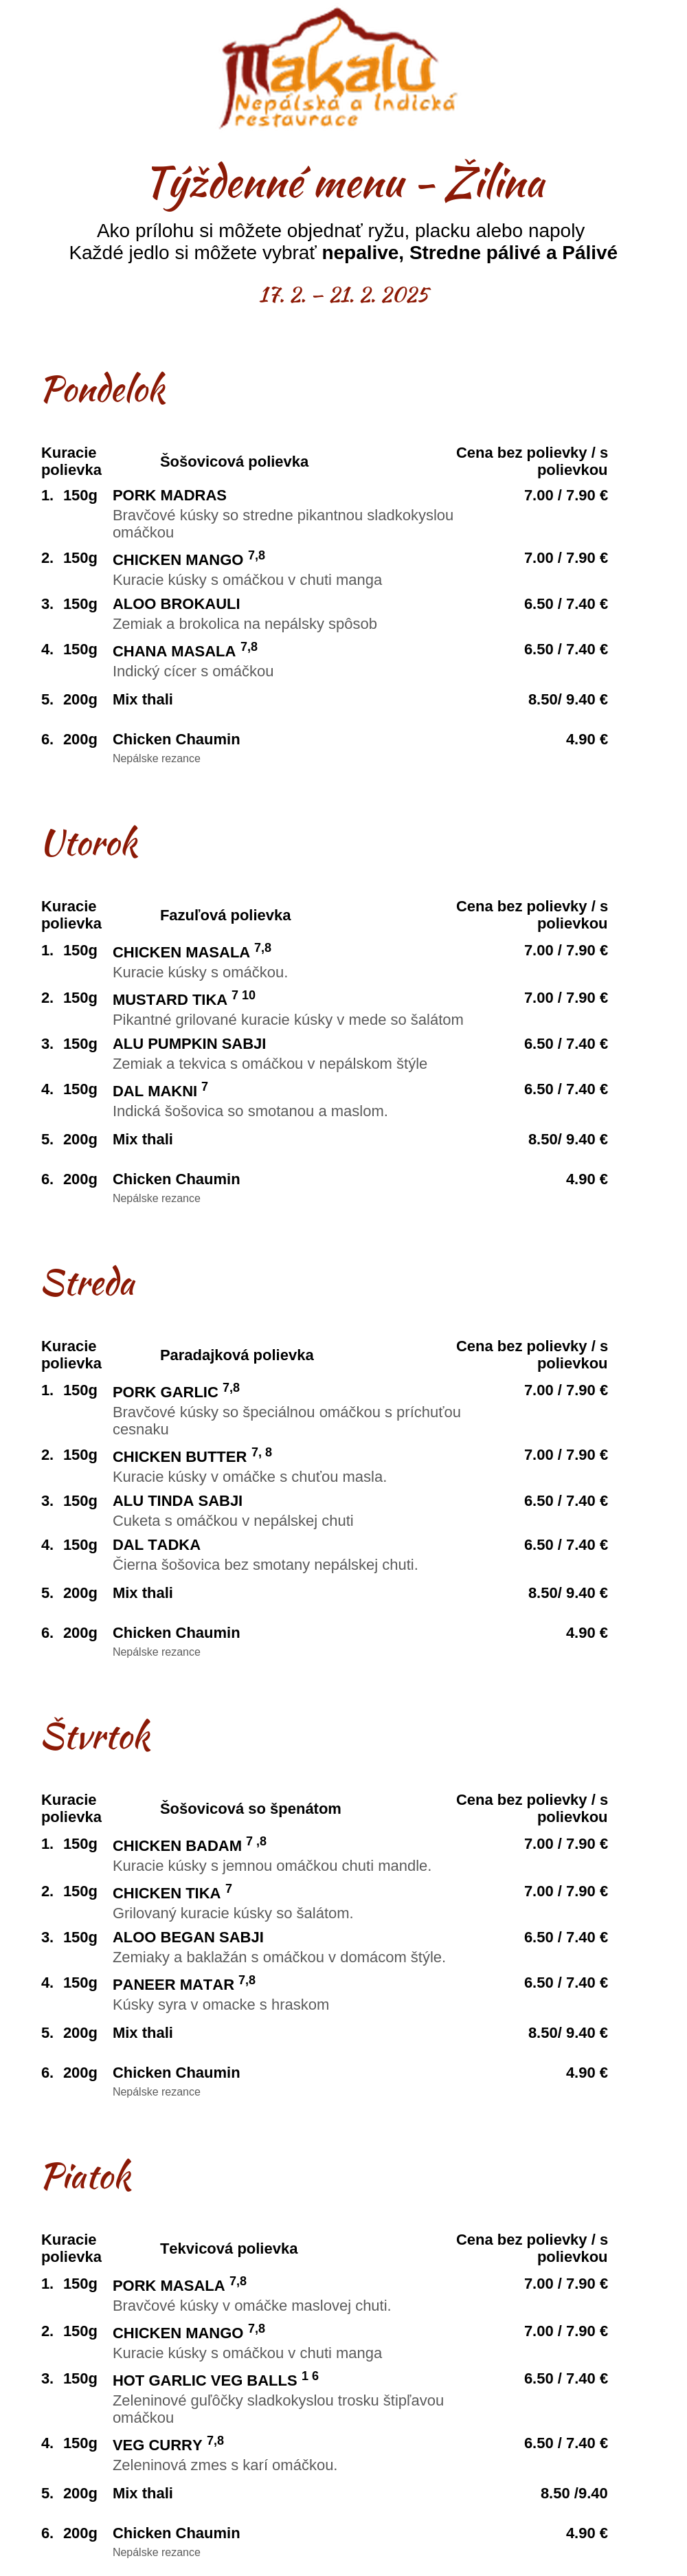 Makalu
Nepálská a Indická
restaurace
Týždenné menu - Žilina
Ako prílohu si môžete objednať ryžu, placku alebo napoly
Každé jedlo si môžete vybrať nepalive, Stredne pálivé a Pálivé
17. 2. – 21. 2. 2025
Pondelok
Kuracie polievka Šošovicová polievka Cena bez polievky / s polievkou
1. 150g PORK MADRAS 7.00 / 7.90 €
Bravčové kúsky so stredne pikantnou sladkokyslou
omáčkou
2. 150g CHICKEN MANGO 7,8 7.00 / 7.90 €
Kuracie kúsky s omáčkou v chuti manga
3. 150g ALOO BROKAULI 6.50 / 7.40 €
Zemiak a brokolica na nepálsky spôsob
4. 150g CHANA MASALA 7,8 6.50 / 7.40 €
Indický cícer s omáčkou
5. 200g Mix thali 8.50/ 9.40 €
6. 200g Chicken Chaumin 4.90 €
Nepálske rezance
Utorok
Kuracie polievka Fazuľová polievka Cena bez polievky / s polievkou
1. 150g CHICKEN MASALA 7,8 7.00 / 7.90 €
Kuracie kúsky s omáčkou.
2. 150g MUSTARD TIKA 7 10 7.00 / 7.90 €
Pikantné grilované kuracie kúsky v mede so šalátom
3. 150g ALU PUMPKIN SABJI 6.50 / 7.40 €
Zemiak a tekvica s omáčkou v nepálskom štýle
4. 150g DAL MAKNI 7 6.50 / 7.40 €
Indická šošovica so smotanou a maslom.
5. 200g Mix thali 8.50/ 9.40 €
6. 200g Chicken Chaumin 4.90 €
Nepálske rezance
Streda
Kuracie polievka Paradajková polievka Cena bez polievky / s polievkou
1. 150g PORK GARLIC 7,8 7.00 / 7.90 €
Bravčové kúsky so špeciálnou omáčkou s príchuťou
cesnaku
2. 150g CHICKEN BUTTER 7, 8 7.00 / 7.90 €
Kuracie kúsky v omáčke s chuťou masla.
3. 150g ALU TINDA SABJI 6.50 / 7.40 €
Cuketa s omáčkou v nepálskej chuti
4. 150g DAL TADKA 6.50 / 7.40 €
Čierna šošovica bez smotany nepálskej chuti.
5. 200g Mix thali 8.50/ 9.40 €
6. 200g Chicken Chaumin 4.90 €
Nepálske rezance
Štvrtok
Kuracie polievka Šošovicová so špenátom Cena bez polievky / s polievkou
1. 150g CHICKEN BADAM 7 ,8 7.00 / 7.90 €
Kuracie kúsky s jemnou omáčkou chuti mandle.
2. 150g CHICKEN TIKA 7 7.00 / 7.90 €
Grilovaný kuracie kúsky so šalátom.
3. 150g ALOO BEGAN SABJI 6.50 / 7.40 €
Zemiaky a baklažán s omáčkou v domácom štýle.
4. 150g PANEER MATAR 7,8 6.50 / 7.40 €
Kúsky syra v omacke s hraskom
5. 200g Mix thali 8.50/ 9.40 €
6. 200g Chicken Chaumin 4.90 €
Nepálske rezance
Piatok
Kuracie polievka Tekvicová polievka Cena bez polievky / s polievkou
1. 150g PORK MASALA 7,8 7.00 / 7.90 €
Bravčové kúsky v omáčke maslovej chuti.
2. 150g CHICKEN MANGO 7,8 7.00 / 7.90 €
Kuracie kúsky s omáčkou v chuti manga
3. 150g HOT GARLIC VEG BALLS 1 6 6.50 / 7.40 €
Zeleninové guľôčky sladkokyslou trosku štipľavou
omáčkou
4. 150g VEG CURRY 7,8 6.50 / 7.40 €
Zeleninová zmes s karí omáčkou.
5. 200g Mix thali 8.50 /9.40
6. 200g Chicken Chaumin 4.90 €
Nepálske rezance